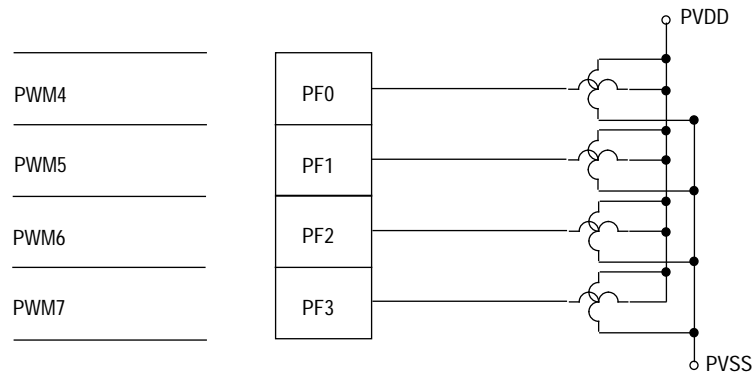 PVDD
PWM4 PF0
PWM5 PF1
PWM6 PF2
PWM7 PF3
PVSS